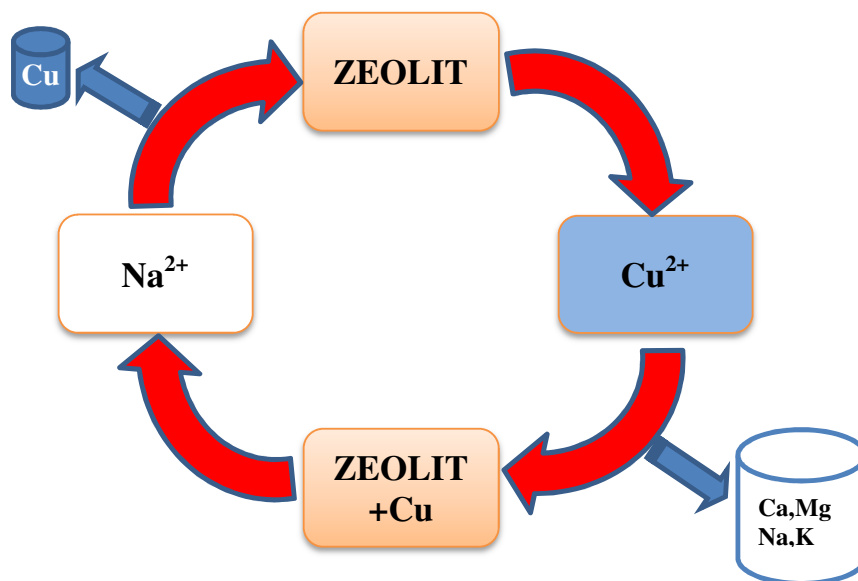 Cu
ZEOLIT
Na²⁺
Cu²⁺
ZEOLIT
+Cu
Ca,Mg
Na,K